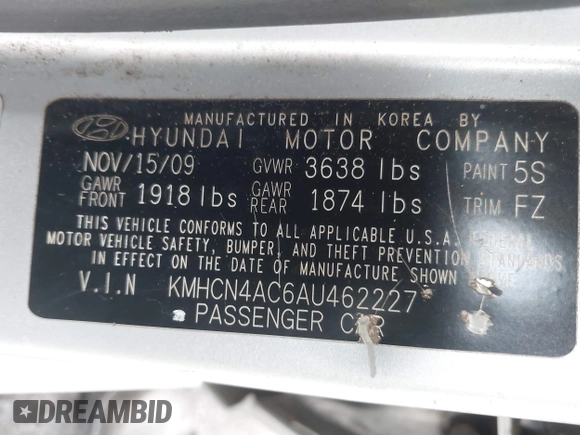 MANUFACTURED IN KOREA BY
HYUNDAI MOTOR COMPANY
NOV/15/09 GVWR 3638 lbs PAINT 5S
GAWR FRONT 1918 lbs GAWR REAR 1874 lbs TRIM FZ
THIS VEHICLE CONFORMS TO ALL APPLICABLE U.S.A. FEDERAL
MOTOR VEHICLE SAFETY, BUMPER, AND THEFT PREVENTION STANDARDS
IN EFFECT ON THE DATE OF MANUFACTURE SHOWN
V.I.N KMHCN4AC6AU462227*
PASSENGER CAR
DREAMBID